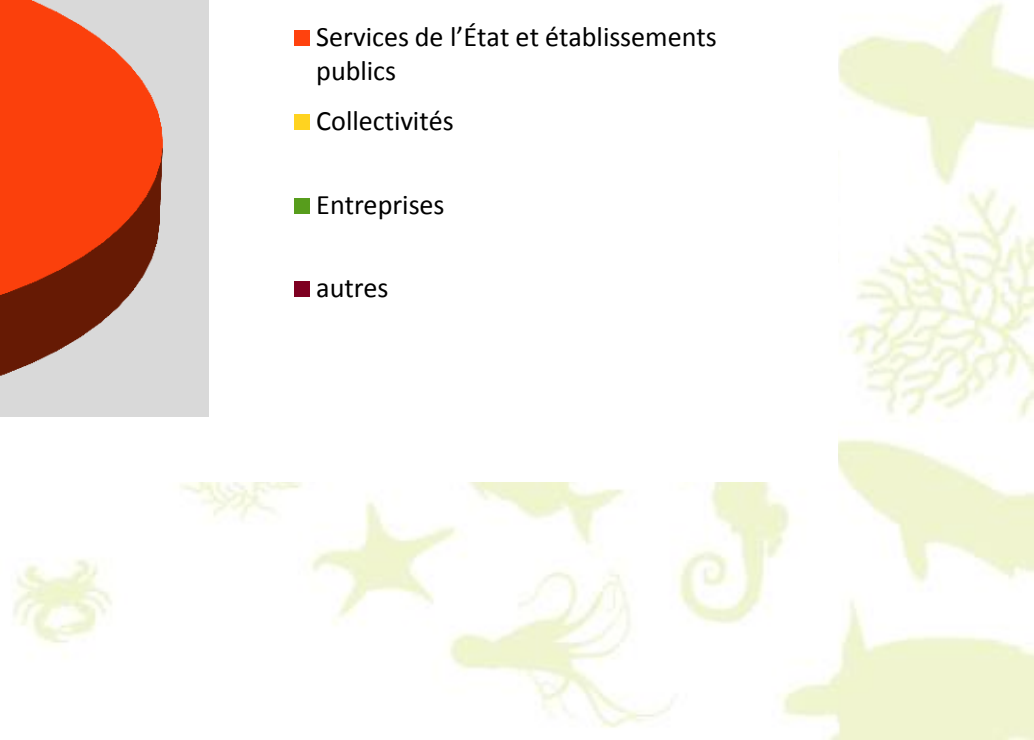 Services de l’État et établissements
publics
Collectivités
Entreprises
autres